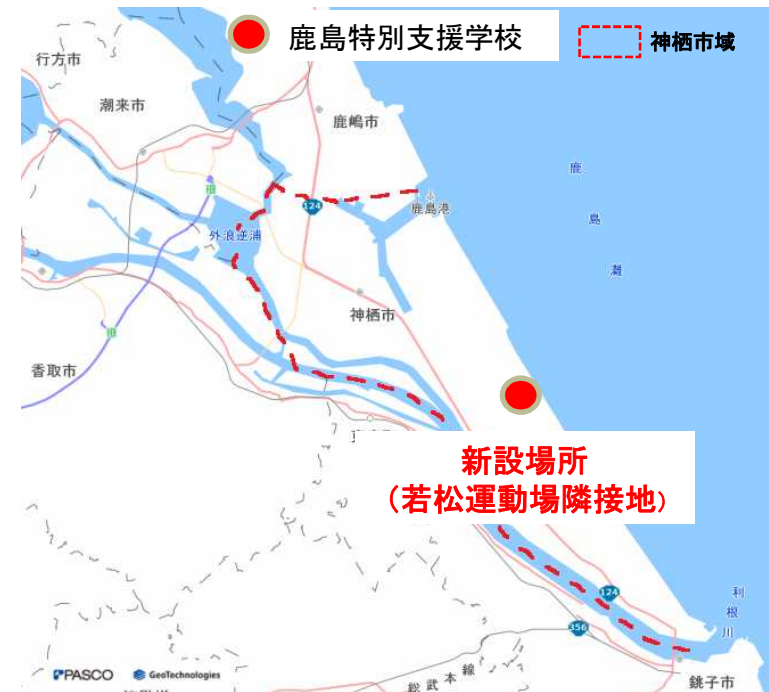 鹿島特別支援学校
神栖市域
行方市
潮来市
鹿嶋市
鹿島港
124
外浪逆浦
鹿
島
灘
神栖市
香取市
新設場所
（若松運動場隣接地）
124
356
利
根
川
総武本線
銚子市
PASCO
GeoTechnologies